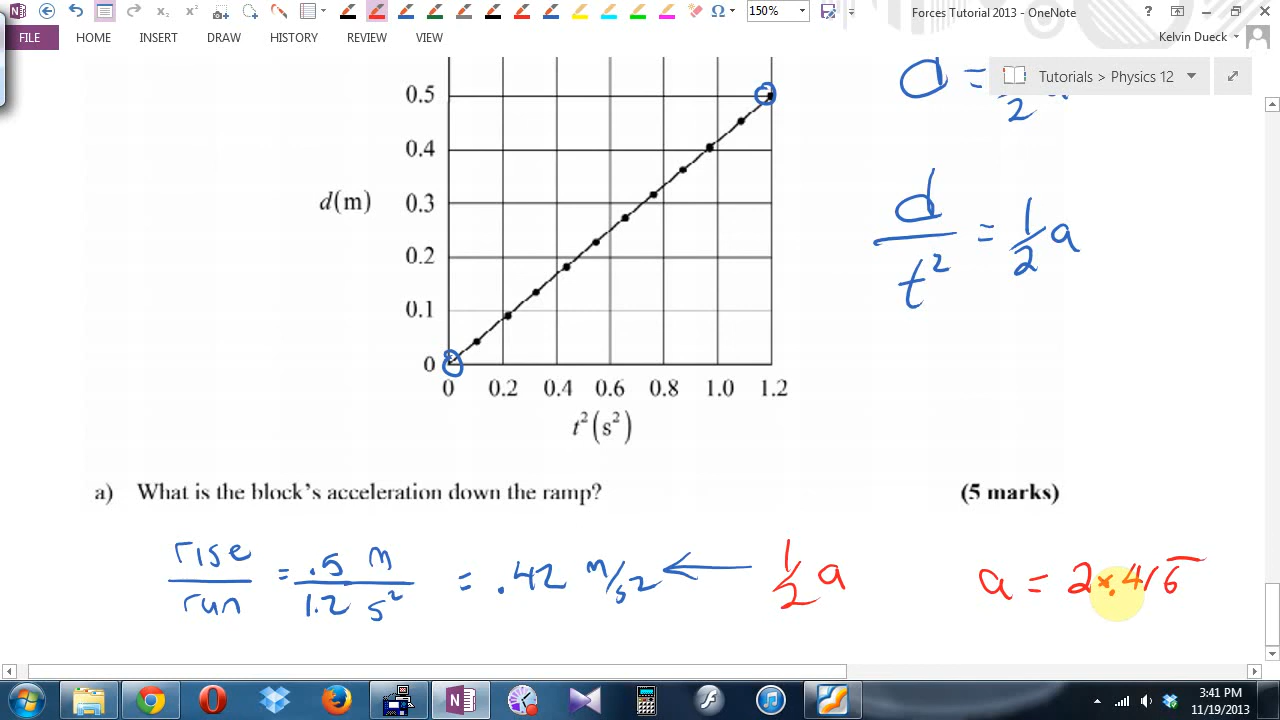 150%
Forces Tutorial 2013 - OneNote
FILE HOME INSERT DRAW HISTORY REVIEW VIEW
Kelvin Dueck
Tutorials > Physics 12
d =
2
0.5
0.4
d(m) 0.3
0.2
0.1
0
0 0.2 0.4 0.6 0.8 1.0 1.2
t²(s²)
d/t² = 1/2 a
a) What is the block's acceleration down the ramp? (5 marks)
rise/run = .5 m/1.2 s² = .42 m/s² ← 1/2 a a = 2×.416̅
3:41 PM
11/19/2013